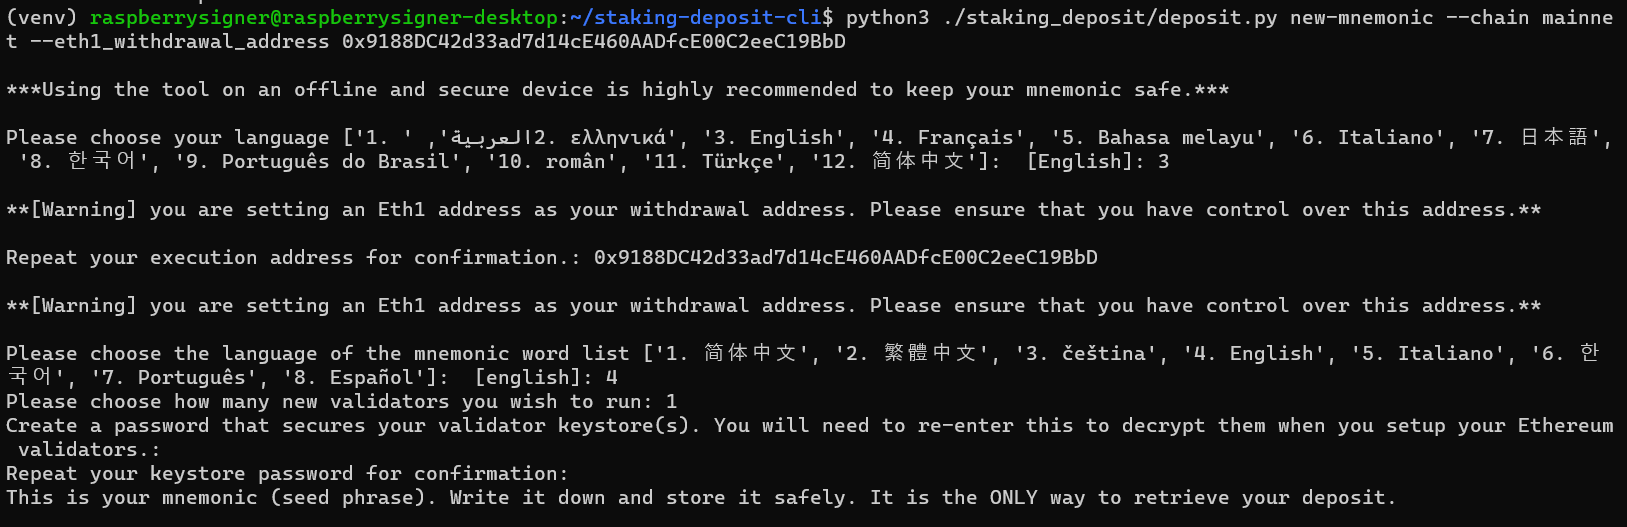 (venv) raspberrysigner@raspberrysigner-desktop:~/staking-deposit-cli$ python3 ./staking_deposit/deposit.py new-mnemonic --chain mainne
t --eth1_withdrawal_address 0x9188DC42d33ad7d14cE460AADfcE00C2eeC19BbD
***Using the tool on an offline and secure device is highly recommended to keep your mnemonic safe.***
Please choose your language ['1. العربية', '2. ελληνικά', '3. English', '4. Français', '5. Bahasa melayu', '6. Italiano', '7. 日本語',
'8. 한국어', '9. Português do Brasil', '10. român', '11. Türkçe', '12. 简体中文']:  [English]: 3
**[Warning] you are setting an Eth1 address as your withdrawal address. Please ensure that you have control over this address.**
Repeat your execution address for confirmation.: 0x9188DC42d33ad7d14cE460AADfcE00C2eeC19BbD
**[Warning] you are setting an Eth1 address as your withdrawal address. Please ensure that you have control over this address.**
Please choose the language of the mnemonic word list ['1. 简体中文', '2. 繁體中文', '3. čeština', '4. English', '5. Italiano', '6. 한
국어', '7. Português', '8. Español']:  [english]: 4
Please choose how many new validators you wish to run: 1
Create a password that secures your validator keystore(s). You will need to re-enter this to decrypt them when you setup your Ethereum
validators.:
Repeat your keystore password for confirmation:
This is your mnemonic (seed phrase). Write it down and store it safely. It is the ONLY way to retrieve your deposit.